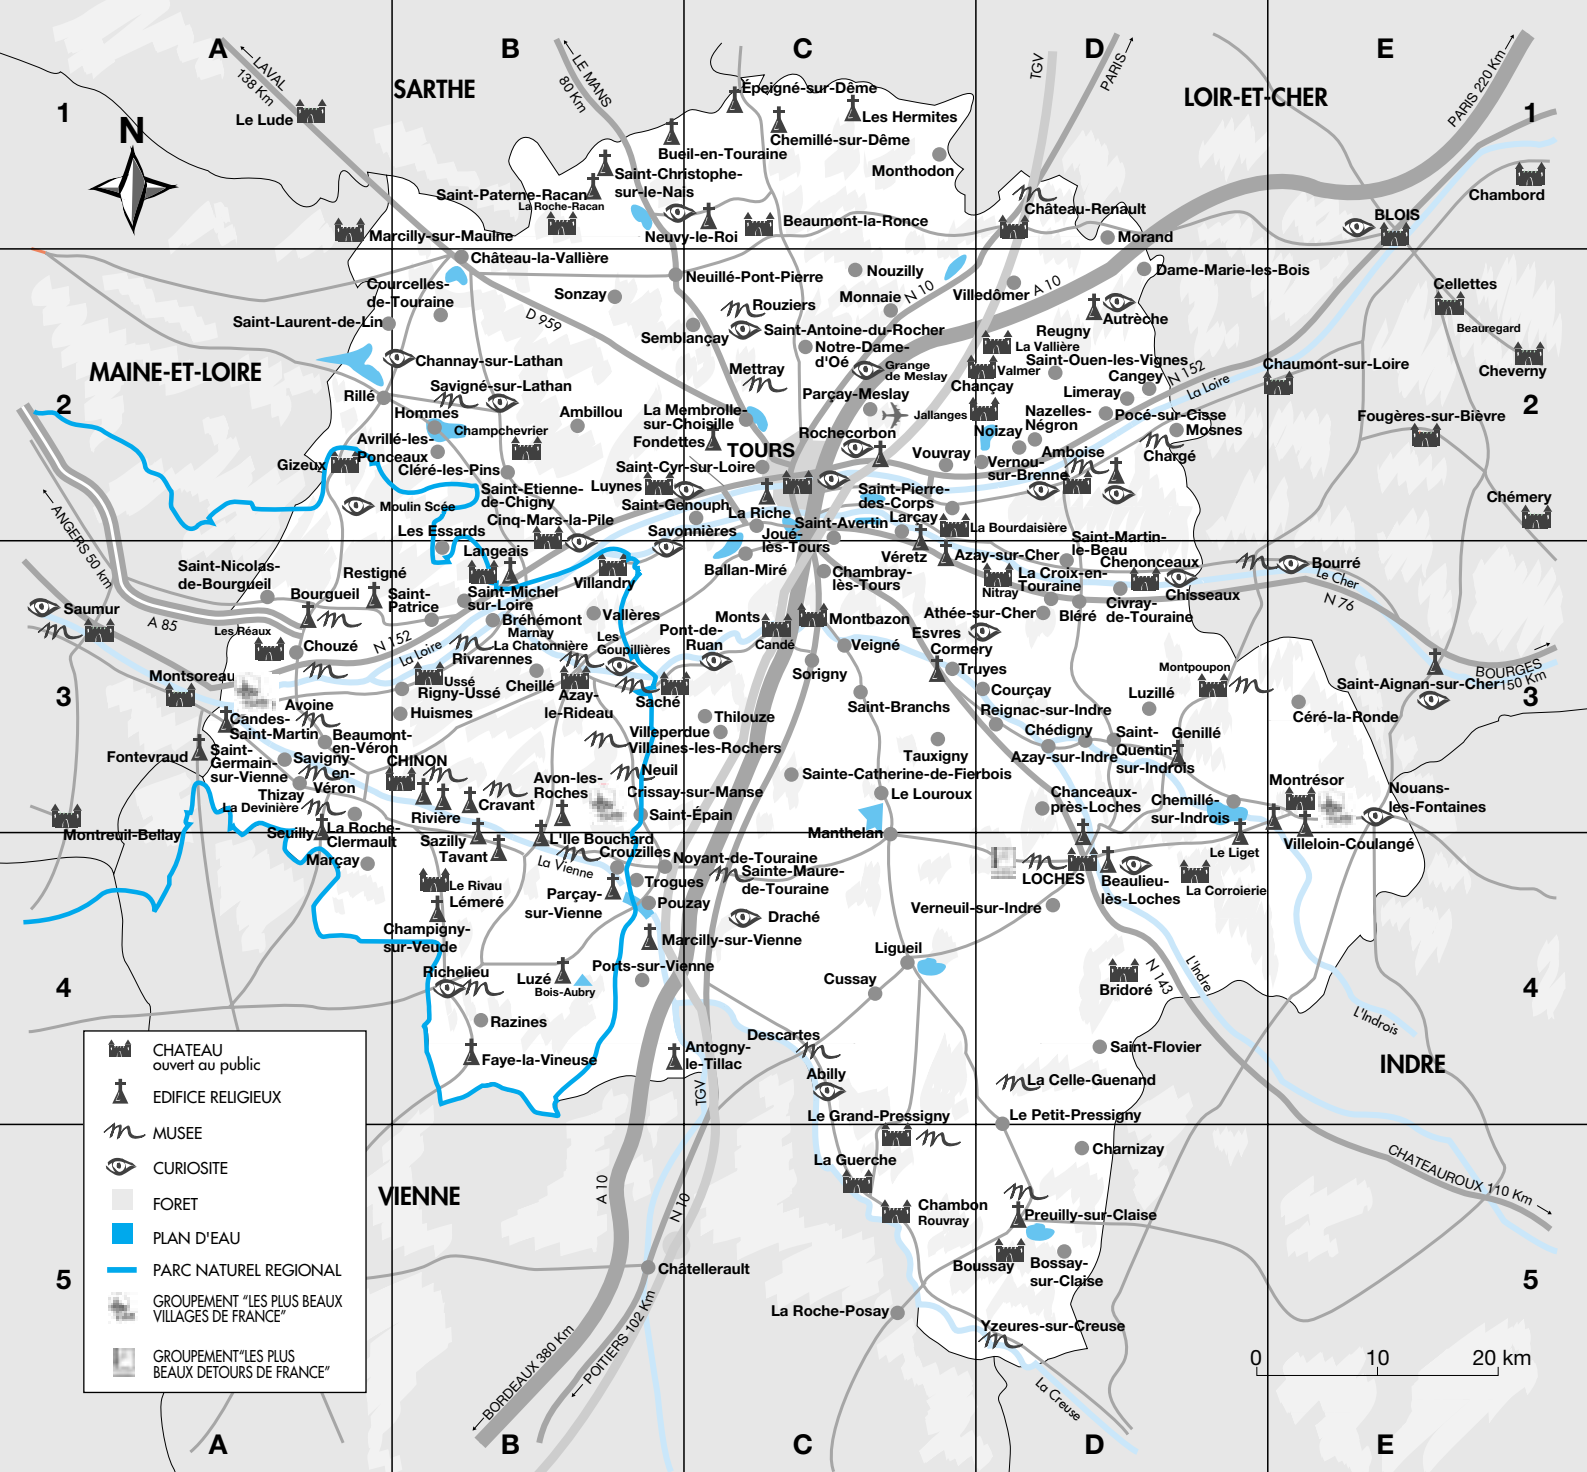 A
B
C
D
E
1
1
N
SARTHE
LOIR-ET-CHER
LAVAL
138 Km
LE MANS
80 Km
TGV
PARIS
PARIS 220 Km
Le Lude
Épeigné-sur-Dême
Les Hermites
Chemillé-sur-Dême
Bueil-en-Touraine
Monthodon
Saint-Christophe-
sur-le-Nais
Saint-Paterne-Racan
La Roche-Racan
Neuvy-le-Roi
Beaumont-la-Ronce
Château-Renault
Morand
Chambord
BLOIS
Marcilly-sur-Maulne
Château-la-Vallière
Courcelles-
de-Touraine
Saint-Laurent-de-Lin
Sonzay
Neuillé-Pont-Pierre
Nouzilly
Rouziers
Monnaie
N 10
Villedômer
A 10
Dame-Marie-les-Bois
Autrèche
Cellettes
Beauregard
Cheverny
D 959
Semblançay
Saint-Antoine-du-Rocher
Notre-Dame-
d'Oé
Reugny
La Vallière
Saint-Ouen-les-Vignes
MAINE-ET-LOIRE
Channay-sur-Lathan
Mettray
Grange
de Meslay
Valmer
Cangey
N 152
La Loire
Chaumont-sur-Loire
Rillé
Savigné-sur-Lathan
Chançay
Limeray
2
2
Hommes
Ambillou
La Membrolle-
sur-Choisille
Parçay-Meslay
Jallanges
Nazelles-
Négron
Pocé-sur-Cisse
Mosnes
Fougères-sur-Bièvre
Champchevrier
Avrillé-les-
Ponceaux
Fondettes
TOURS
Rochecorbon
Noizay
Chargé
Gizeux
Cléré-les-Pins
Saint-Cyr-sur-Loire
Vouvray
Vernou-
sur-Brenne
Amboise
Luynes
Saint-Etienne-
de-Chigny
Moulin Scée
Saint-Genouph
La Riche
Saint-Pierre-
des-Corps
Chémery
Cinq-Mars-la-Pile
Savonnières
Saint-Avertin
Larçay
La Bourdaisière
Les Essards
Joué-
les-Tours
Saint-Martin-
le-Beau
Langeais
Villandry
Ballan-Miré
Véretz
Azay-sur-Cher
Chenonceaux
Bourré
Le Cher
N 76
ANGERS 50 km
Saint-Nicolas-
de-Bourgueil
Restigné
Chambray-
lès-Tours
La Croix-en-
Touraine
Nitray
Chisseaux
Bourgueil
Saint-
Patrice
Saint-Michel
sur-Loire
Vallères
Athée-sur-Cher
Bléré
Civray-
de-Touraine
Saumur
A 85
Les Réaux
Bréhémont
Monts
Candé
Montbazon
Esvres
Cormery
Chouzé
N 152
La Loire
Marnay
La Chatonnière
Les
Goupillières
Pont-de-
Ruan
Veigné
Rivarennes
Truyes
Montpoupon
BOURGES
150 Km
Montsoreau
Ussé
Rigny-Ussé
Cheillé
Azay-
le-Rideau
Saché
Sorigny
Courçay
Luzillé
Saint-Aignan-sur-Cher
3
3
Avoine
Huismes
Saint-Branchs
Reignac-sur-Indre
Céré-la-Ronde
Candes-
Saint-Martin
Beaumont-
en-Véron
Thilouze
Villeperdue
Villaines-les-Rochers
Chédigny
Saint-
Quentin-
sur-Indrois
Genillé
Fontevraud
Saint-
Germain-
sur-Vienne
Savigny-
en-
Véron
CHINON
Neuil
Tauxigny
Azay-sur-Indre
Thizay
Cravant
Avon-les-
Roches
Crissay-sur-Manse
Sainte-Catherine-de-Fierbois
Le Louroux
Chanceaux-
près-Loches
Chemillé-
sur-Indrois
Montrésor
Nouans-
les-Fontaines
La Devinière
Rivière
Saint-Épain
Montreuil-Bellay
Seuilly
La Roche-
Clermault
Sazilly
Tavant
L'Ile Bouchard
Manthelan
Villeloin-Coulangé
Marçay
La Vienne
Crouzilles
Noyant-de-Touraine
Sainte-Maure-
de-Touraine
LOCHES
Beaulieu-
lès-Loches
Le Liget
La Corroierie
Le Rivau
Lémeré
Parçay-
sur-Vienne
Trogues
Pouzay
Verneuil-sur-Indre
Champigny-
sur-Veude
Draché
Marcilly-sur-Vienne
Ligueil
Richelieu
Luzé
Bois-Aubry
Ports-sur-Vienne
Cussay
Bridoré
N 143
L'Indre
4
4
Razines
L'Indrois
Faye-la-Vineuse
Antogny-
le-Tillac
Descartes
Saint-Flovier
INDRE
Abilly
La Celle-Guenand
TGV
Le Grand-Pressigny
Le Petit-Pressigny
Charnizay
CHATEAUROUX 110 Km
La Guerche
VIENNE
A 10
N 10
Chambon
Rouvray
Preuilly-sur-Claise
Boussay
Bossay-
sur-Claise
5
5
Châtellerault
La Roche-Posay
Yzeures-sur-Creuse
La Creuse
BORDEAUX 380 Km
POITIERS 102 Km
CHATEAU
ouvert au public
EDIFICE RELIGIEUX
MUSEE
CURIOSITE
FORET
PLAN D'EAU
PARC NATUREL REGIONAL
GROUPEMENT "LES PLUS BEAUX
VILLAGES DE FRANCE"
GROUPEMENT"LES PLUS
BEAUX DETOURS DE FRANCE"
0 10 20 km
A
B
C
D
E